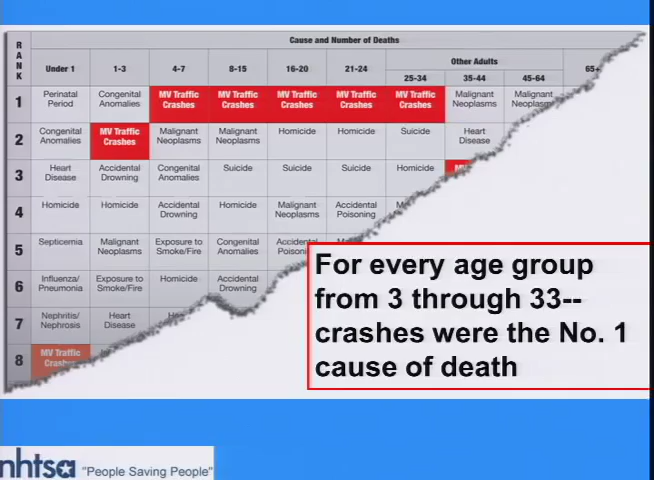 Cause and Number of Deaths
RANK
Under 1
1-3
4-7
8-15
16-20
21-24
Other Adults
25-34
35-44
45-64
65+
1
Perinatal
Period
Congenital
Anomalies
MV Traffic
Crashes
MV Traffic
Crashes
MV Traffic
Crashes
MV Traffic
Crashes
MV Traffic
Crashes
Malignant
Neoplasms
Malignant
Neoplasm
2
Congenital
Anomalies
MV Traffic
Crashes
Malignant
Neoplasms
Malignant
Neoplasms
Homicide
Homicide
Suicide
Heart
Disease
3
Heart
Disease
Accidental
Drowning
Congenital
Anomalies
Suicide
Suicide
Suicide
Homicide
4
Homicide
Homicide
Accidental
Drowning
Homicide
Malignant
Neoplasms
Accidental
Poisoning
5
Septicemia
Malignant
Neoplasms
Exposure to
Smoke/Fire
Congenital
Anomalies
6
Influenza/
Pneumonia
Exposure to
Smoke/Fire
Homicide
Accidental
Drowning
7
Nephritis/
Nephrosis
Heart
Disease
8
MV Traffic
For every age group
from 3 through 33--
crashes were the No. 1
cause of death
nhtsa
"People Saving People"